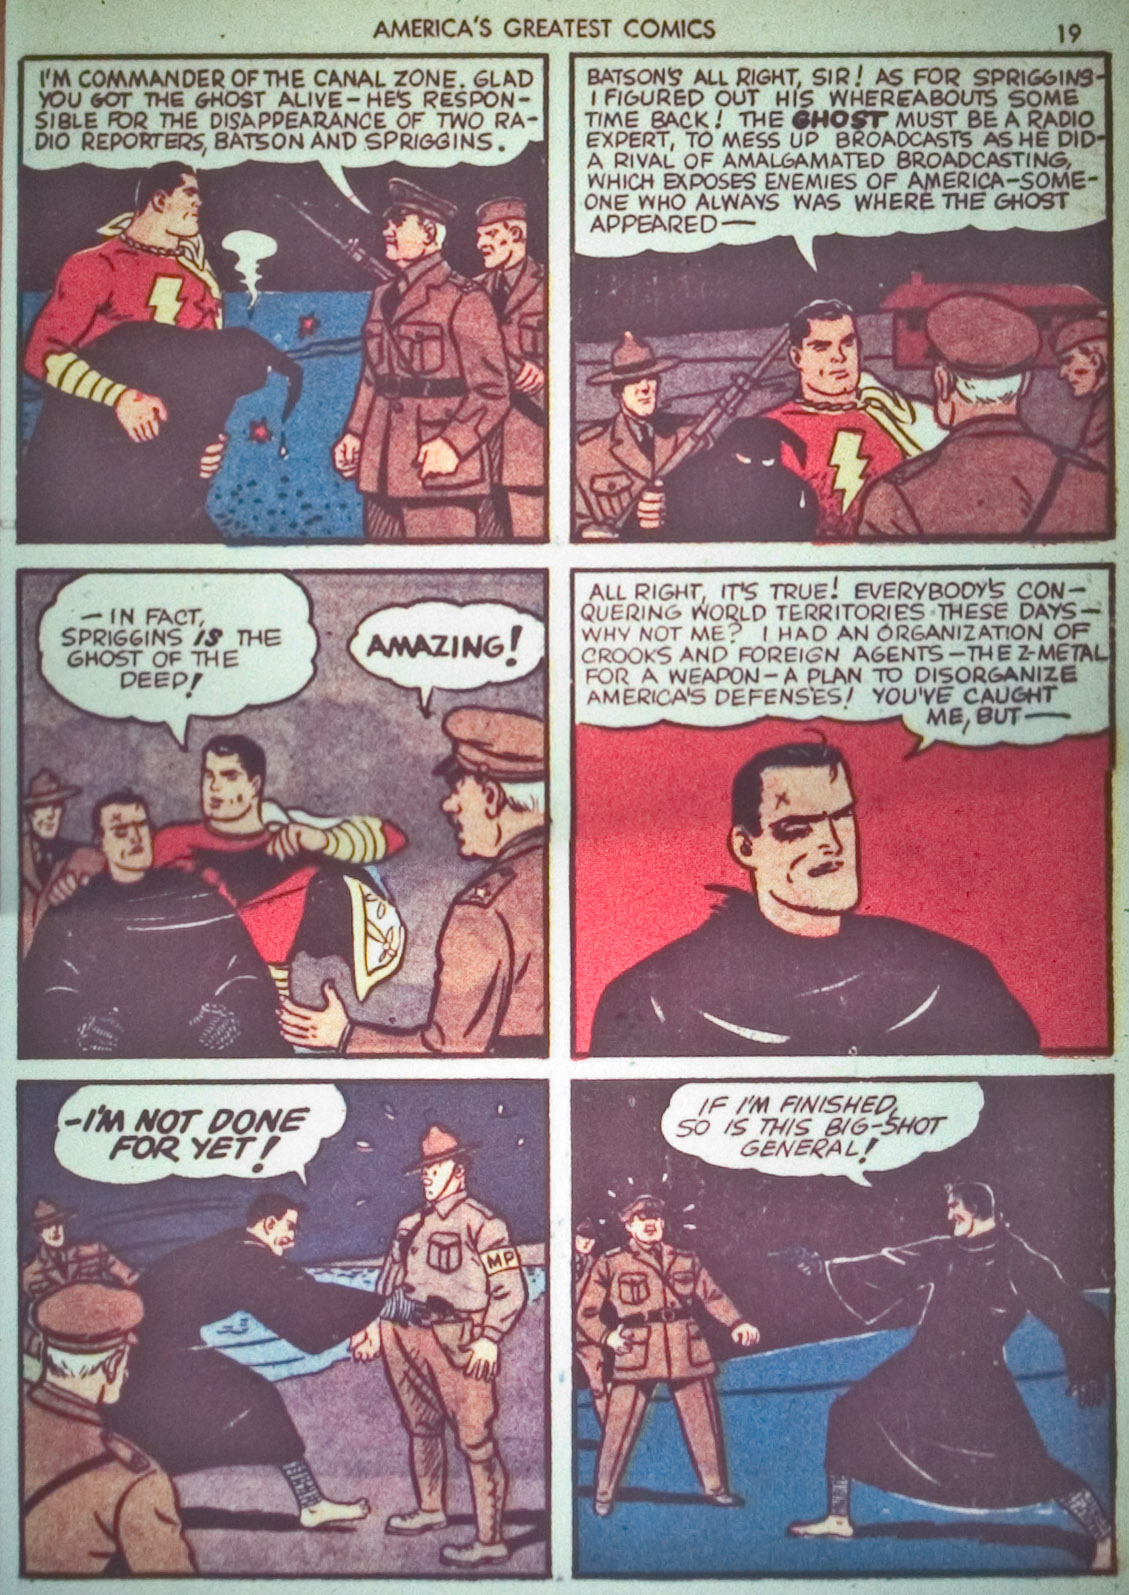 AMERICA'S GREATEST COMICS
19
I'M COMMANDER OF THE CANAL ZONE. GLAD
YOU GOT THE GHOST ALIVE—HE'S RESPON-
SIBLE FOR THE DISAPPEARANCE OF TWO RA-
DIO REPORTERS, BATSON AND SPRIGGINS.
BATSON'S ALL RIGHT, SIR! AS FOR SPRIGGINS-
I FIGURED OUT HIS WHEREABOUTS SOME
TIME BACK! THE GHOST MUST BE A RADIO
EXPERT, TO MESS UP BROADCASTS AS HE DID-
A RIVAL OF AMALGAMATED BROADCASTING,
WHICH EXPOSES ENEMIES OF AMERICA—SOME-
ONE WHO ALWAYS WAS WHERE THE GHOST
APPEARED—
—IN FACT,
SPRIGGINS IS THE
GHOST OF THE
DEEP!
AMAZING!
ALL RIGHT, IT'S TRUE! EVERYBODY'S CON-
QUERING WORLD TERRITORIES THESE DAYS—
WHY NOT ME? I HAD AN ORGANIZATION OF
CROOKS AND FOREIGN AGENTS—THE Z-METAL
FOR A WEAPON—A PLAN TO DISORGANIZE
AMERICA'S DEFENSES! YOU'VE CAUGHT
ME, BUT—
-I'M NOT DONE
FOR YET!
MP
IF I'M FINISHED,
SO IS THIS BIG-SHOT
GENERAL!